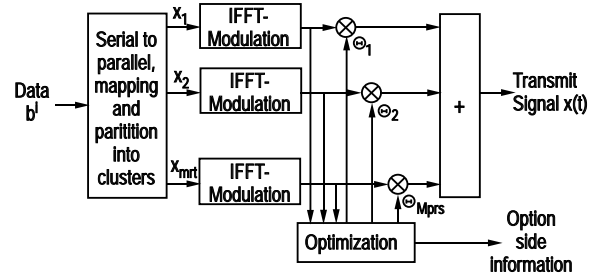 Data
b^i
Serial to
parallel,
mapping
and
partition
into
clusters
x_1
IFFT-
Modulation
x_2
IFFT-
Modulation
x_mrt
IFFT-
Modulation
Θ_1
Θ_2
Θ_Mprs
+
Transmit
Signal x(t)
Optimization
Option
side
information